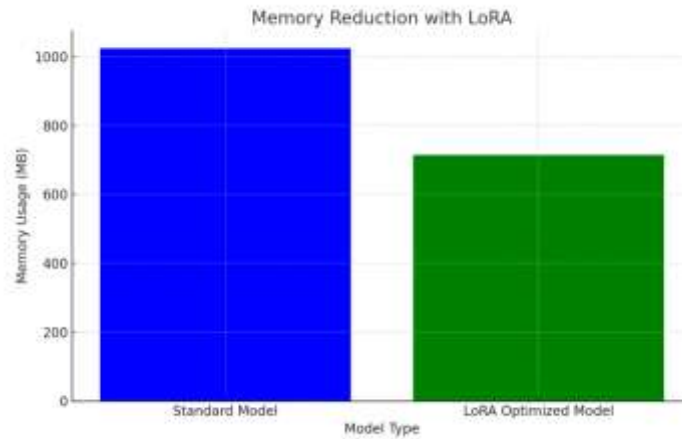 Memory Reduction with LoRA
Memory Usage (MB)
1000
800
600
400
200
0
Standard Model LoRA Optimized Model
Model Type